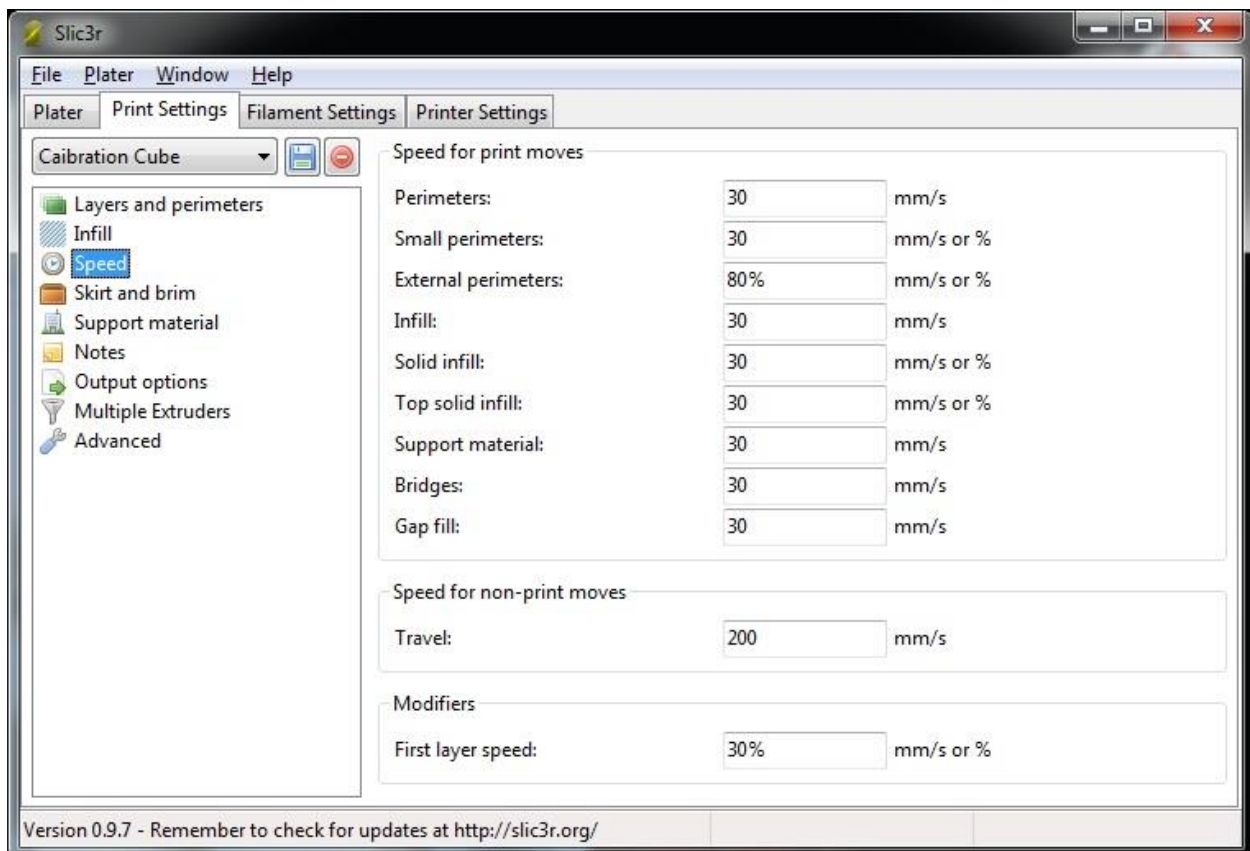 Slic3r
File Plater Window Help
Plater Print Settings Filament Settings Printer Settings
Caibration Cube
Layers and perimeters
Infill
Speed
Skirt and brim
Support material
Notes
Output options
Multiple Extruders
Advanced
Speed for print moves
Perimeters: 30 mm/s
Small perimeters: 30 mm/s or %
External perimeters: 80% mm/s or %
Infill: 30 mm/s
Solid infill: 30 mm/s or %
Top solid infill: 30 mm/s or %
Support material: 30 mm/s
Bridges: 30 mm/s
Gap fill: 30 mm/s
Speed for non-print moves
Travel: 200 mm/s
Modifiers
First layer speed: 30% mm/s or %
Version 0.9.7 - Remember to check for updates at http://slic3r.org/